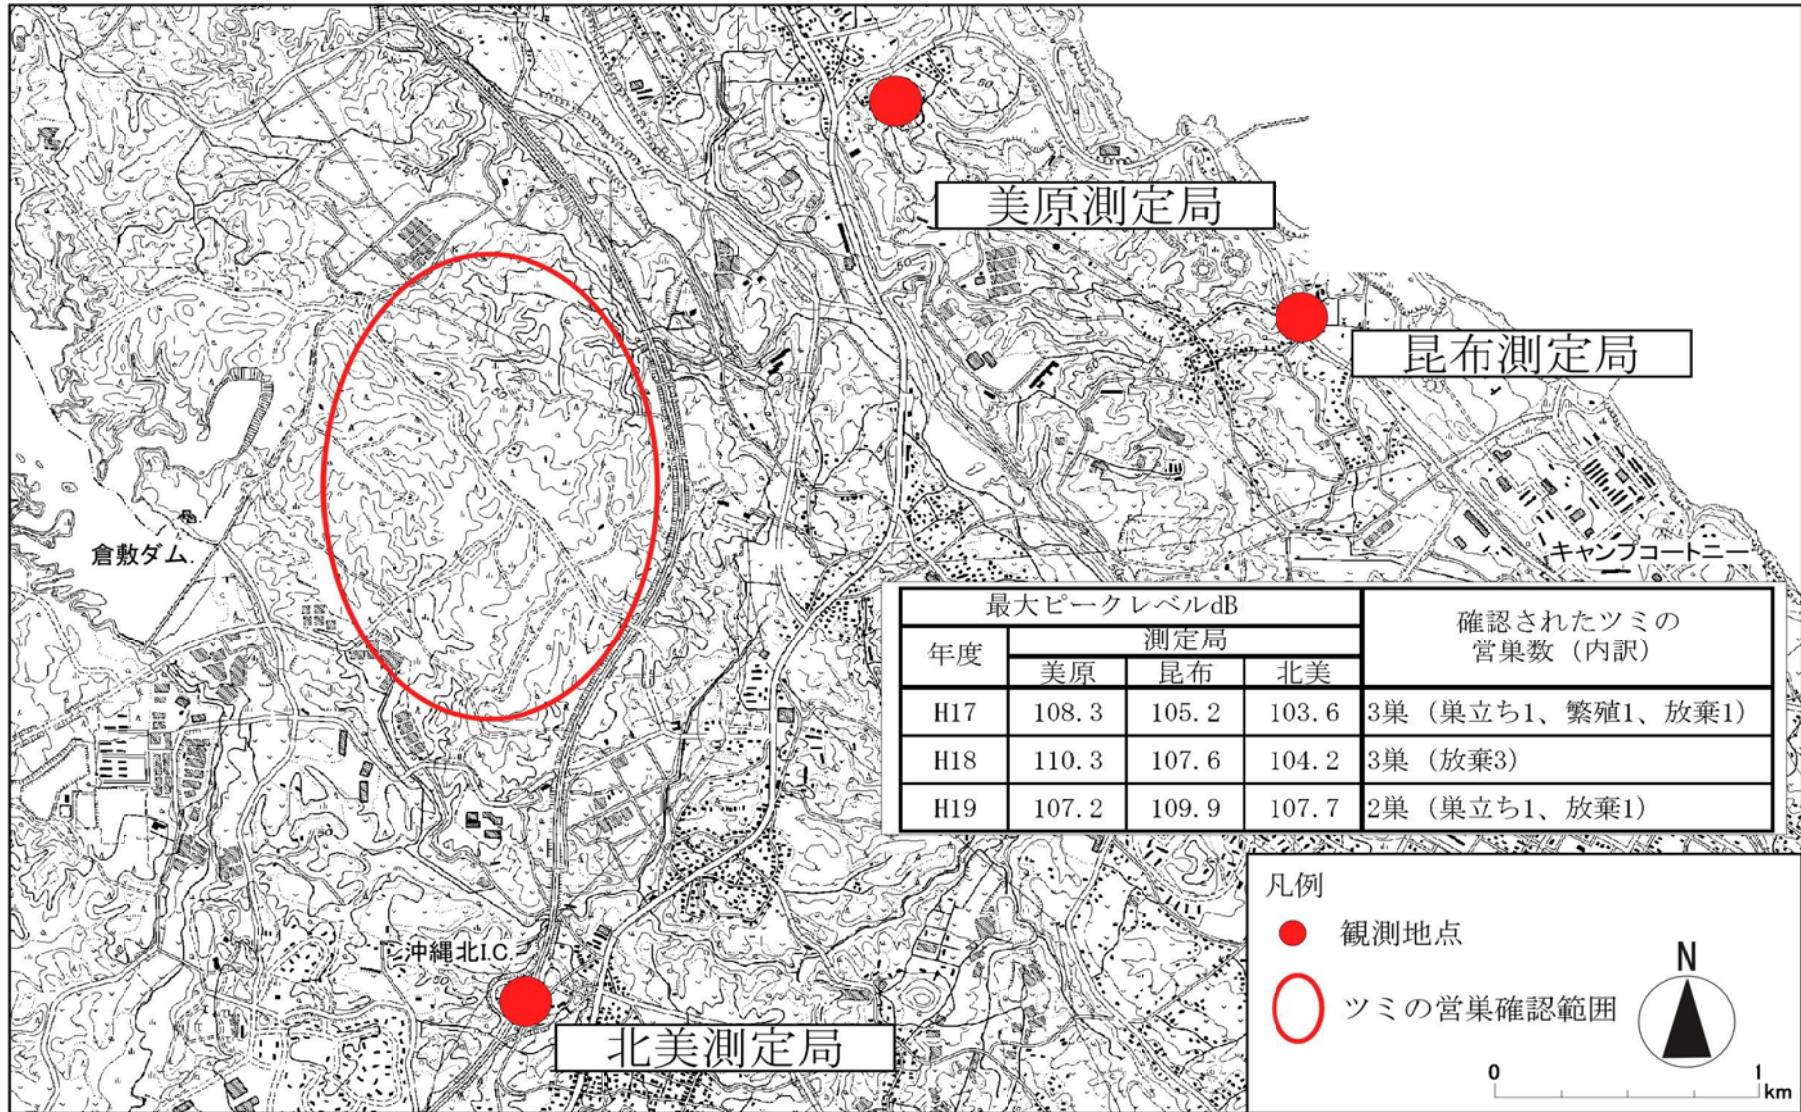 美原測定局
昆布測定局
倉敷ダム
キャンプコートニー
最大ピークレベルdB
確認されたツミの
営巣数(内訳)
年度
測定局
美原 昆布 北美
H17 108.3 105.2 103.6 3巣(巣立ち1、繁殖1、放棄1)
H18 110.3 107.6 104.2 3巣(放棄3)
H19 107.2 109.9 107.7 2巣(巣立ち1、放棄1)
凡例
観測地点
ツミの営巣確認範囲
N
0 1
km
沖縄北I.C.
北美測定局